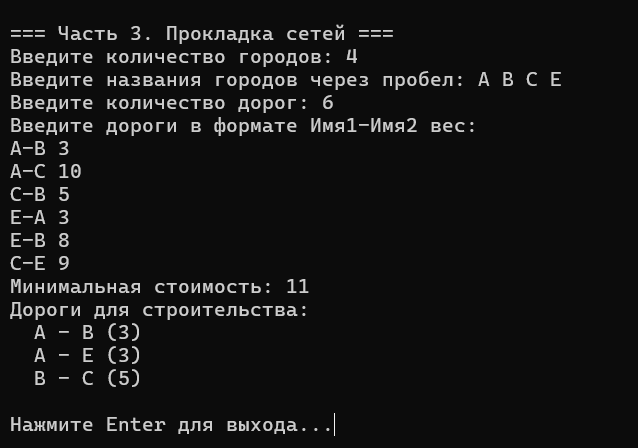 === Часть 3. Прокладка сетей ===
Введите количество городов: 4
Введите названия городов через пробел: A B C E
Введите количество дорог: 6
Введите дороги в формате Имя1-Имя2 вес:
A-B 3
A-C 10
C-B 5
E-A 3
E-B 8
C-E 9
Минимальная стоимость: 11
Дороги для строительства:
  A - B (3)
  A - E (3)
  B - C (5)
Нажмите Enter для выхода...